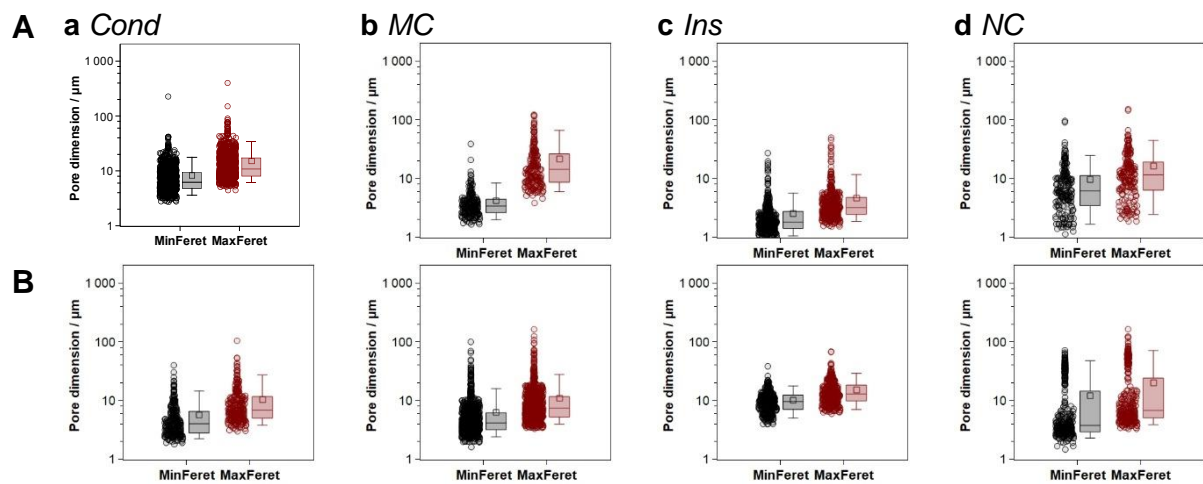 A a Cond b MC c Ins d NC
Pore dimension / µm
1 000
100
10
1
MinFeret MaxFeret
Pore dimension / µm
1 000
100
10
1
MinFeret MaxFeret
Pore dimension / µm
1 000
100
10
1
MinFeret MaxFeret
Pore dimension / µm
1 000
100
10
1
MinFeret MaxFeret
B
Pore dimension / µm
1 000
100
10
1
MinFeret MaxFeret
Pore dimension / µm
1 000
100
10
1
MinFeret MaxFeret
Pore dimension / µm
1 000
100
10
1
MinFeret MaxFeret
Pore dimension / µm
1 000
100
10
1
MinFeret MaxFeret